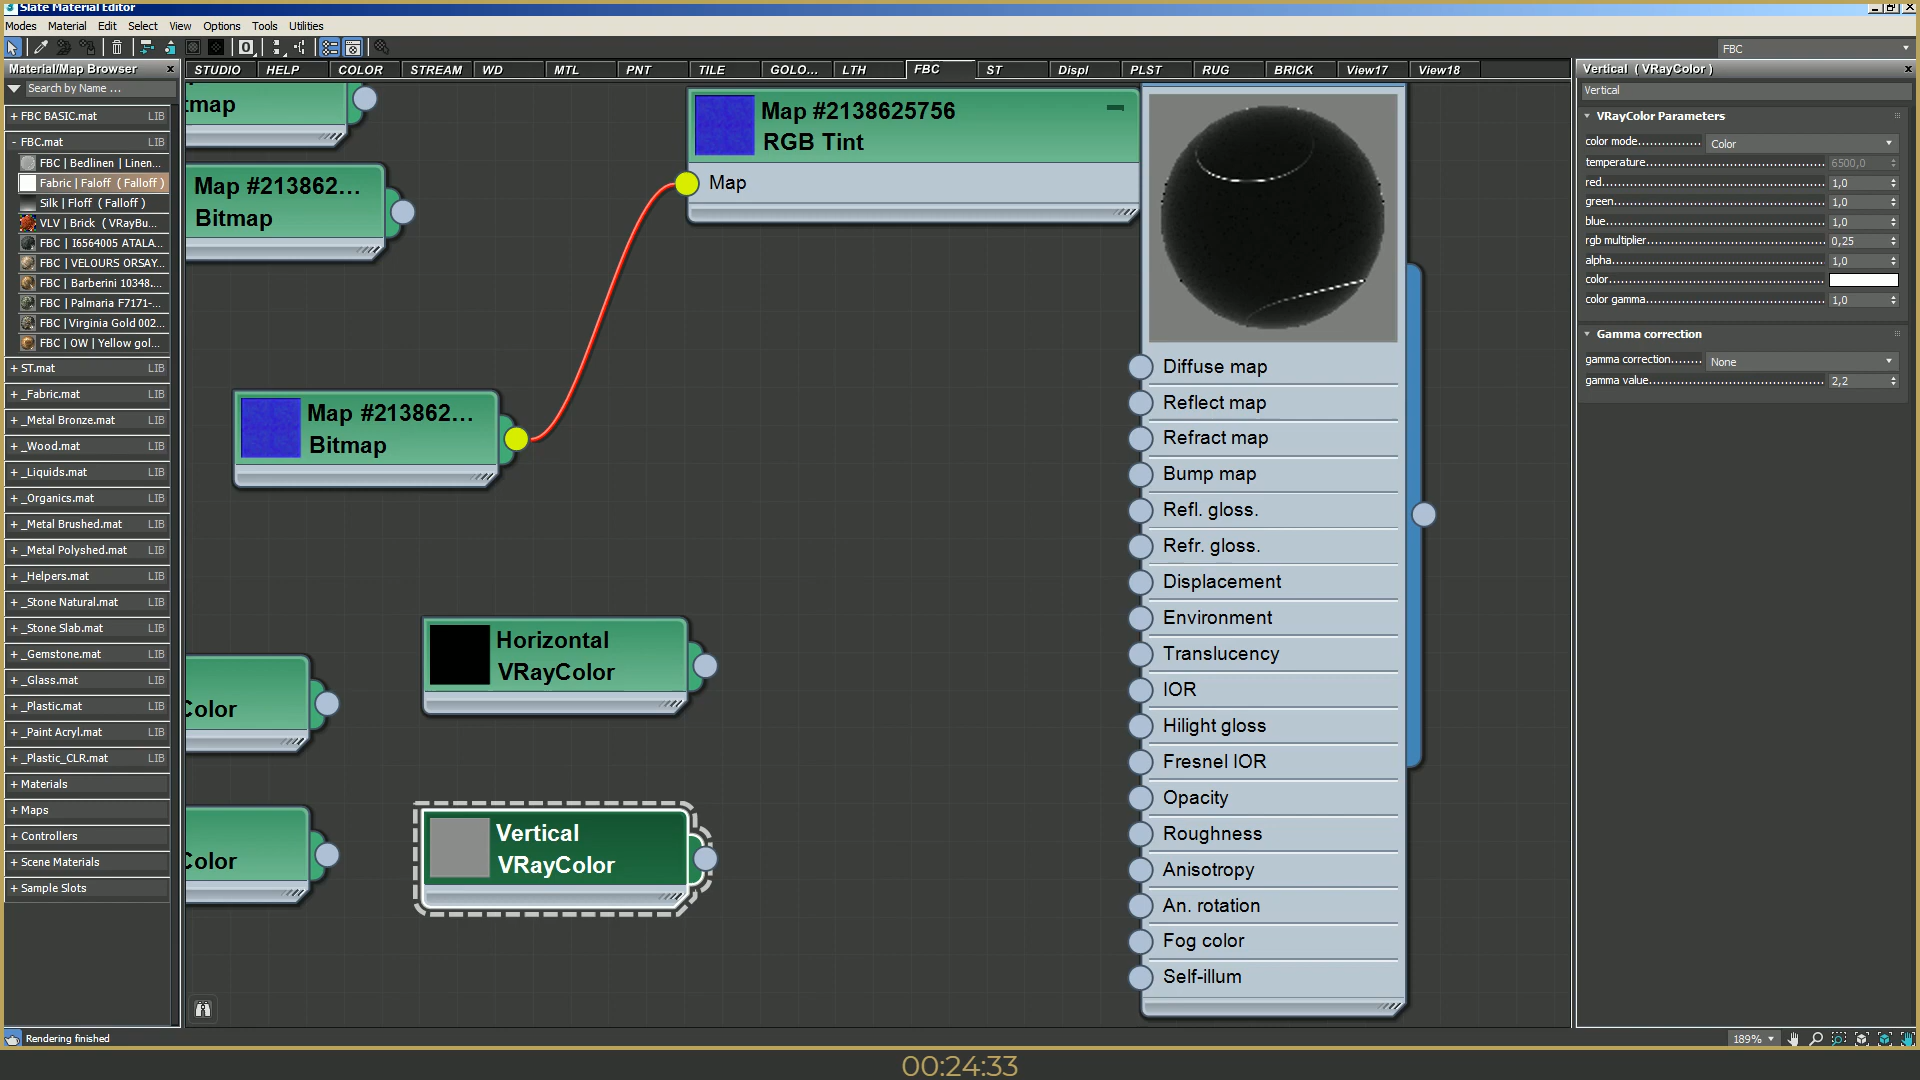 Slate Material Editor
Modes Material Edit Select View Options Tools Utilities
FBC
Material/Map Browser
STUDIO HELP COLOR STREAM WD MTL PNT TILE GOLO... LTH FBC ST Displ PLST RUG BRICK View17 View18
Vertical ( VRayColor )
Search by Name ...
Vertical
+ FBC BASIC.mat LIB
- FBC.mat LIB
FBC | Bedlinen | Linen...
Fabric | Faloff ( Falloff )
Silk | Floff ( Falloff )
VLV | Brick ( VRayBu...
FBC | I6564005 ATALA...
FBC | VELOURS ORSAY...
FBC | Barberini 10348....
FBC | Palmaria F7171-...
FBC |Virginia Gold 002...
FBC | OW | Yellow gol...
+ ST.mat LIB
+ _Fabric.mat LIB
+ _Metal Bronze.mat LIB
+ _Wood.mat LIB
+ _Liquids.mat LIB
+ _Organics.mat LIB
+ _Metal Brushed.mat LIB
+ _Metal Polyshed.mat LIB
+ _Helpers.mat LIB
+ _Stone Natural.mat LIB
+ _Stone Slab.mat LIB
+ _Gemstone.mat LIB
+ _Glass.mat LIB
+ _Plastic.mat LIB
+ _Paint Acryl.mat LIB
+ _Plastic_CLR.mat LIB
+ Materials
+ Maps
+ Controllers
+ Scene Materials
+ Sample Slots
tmap
Map #213862...
Bitmap
Map #2138625756
RGB Tint
Map
Map #213862...
Bitmap
Horizontal
VRayColor
Color
Vertical
VRayColor
Color
Diffuse map
Reflect map
Refract map
Bump map
Refl. gloss.
Refr. gloss.
Displacement
Environment
Translucency
IOR
Hilight gloss
Fresnel IOR
Opacity
Roughness
Anisotropy
An. rotation
Fog color
Self-illum
VRayColor Parameters
color mode Color
temperature 6500,0
red 1,0
green 1,0
blue 1,0
rgb multiplier 0,25
alpha 1,0
color
color gamma 1,0
Gamma correction
gamma correction None
gamma value 2,2
Rendering finished
189%
00:24:33